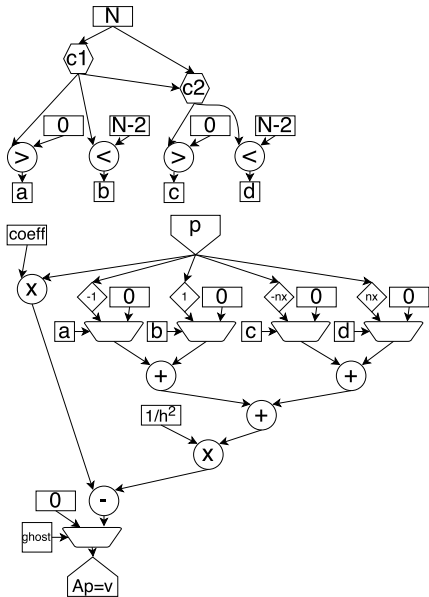 N
c1
c2
0
N-2
0
N-2
>
<
>
<
a
b
c
d
p
coeff
x
-1
0
1
0
-nx
0
nx
0
a
b
c
d
+
+
+
1/h²
x
0
-
ghost
Ap=v